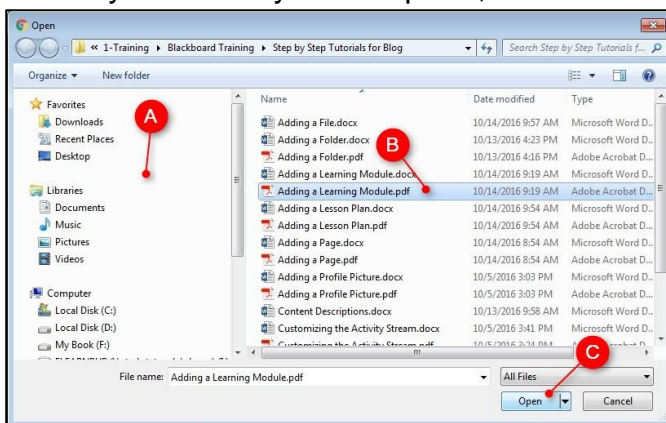 Open
« 1-Training ▸ Blackboard Training ▸ Step by Step Tutorials for Blog
Search Step by Step Tutorials f...
Organize
New folder
Favorites
Downloads
Recent Places
Desktop
Libraries
Documents
Music
Pictures
Videos
Computer
Local Disk (C:)
Local Disk (D:)
My Book (F:)
A
Name Date modified Type
Adding a File.docx 10/14/2016 9:57 AM Microsoft Word D...
Adding a Folder.docx 10/13/2016 4:23 PM Microsoft Word D...
Adding a Folder.pdf 10/13/2016 4:16 PM Adobe Acrobat D...
Adding a Learning Module.docx 10/14/2016 9:19 AM Microsoft Word D...
Adding a Learning Module.pdf 10/14/2016 9:19 AM Adobe Acrobat D...
Adding a Lesson Plan.docx 10/14/2016 9:54 AM Microsoft Word D...
Adding a Lesson Plan.pdf 10/14/2016 9:54 AM Adobe Acrobat D...
Adding a Page.docx 10/14/2016 8:54 AM Microsoft Word D...
Adding a Page.pdf 10/14/2016 8:54 AM Adobe Acrobat D...
Adding a Profile Picture.docx 10/5/2016 3:03 PM Microsoft Word D...
Adding a Profile Picture.pdf 10/5/2016 3:03 PM Adobe Acrobat D...
Content Descriptions.docx 10/13/2016 9:58 AM Microsoft Word D...
Customizing the Activity Stream.docx 10/5/2016 3:41 PM Microsoft Word D...
Customizing the Activity Stream.pdf
B
File name: Adding a Learning Module.pdf
All Files
C
Open
Cancel